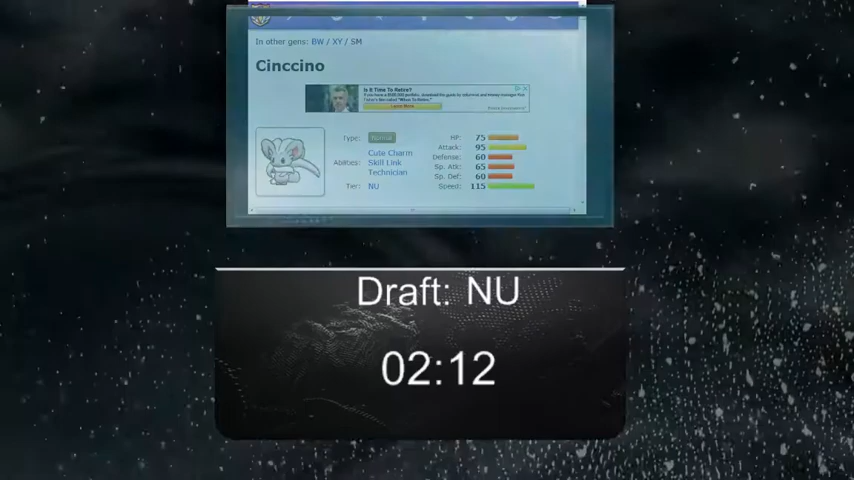 In other gens: BW / XY / SM
Cinccino
Is It Time To Retire?
Type: Normal
Abilities: Cute Charm
Skill Link
Technician
Tier: NU
HP: 75
Attack: 95
Defense: 60
Sp. Atk: 65
Sp. Def: 60
Speed: 115
Draft: NU
02:12